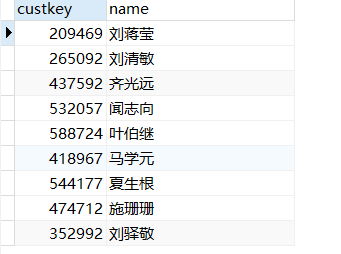 custkey name
209469 刘蒋莹
265092 刘清敏
437592 齐光远
532057 闻志向
588724 叶伯继
418967 马学元
544177 夏生根
474712 施珊珊
352992 刘驿敬